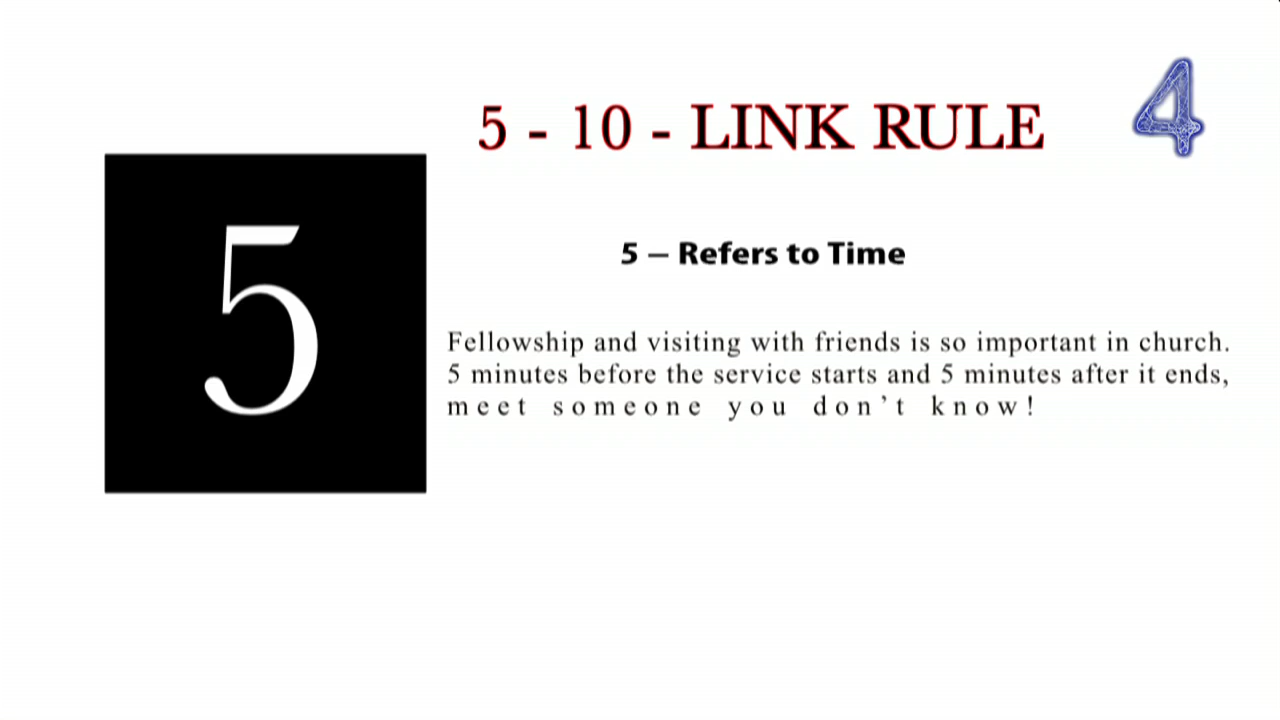 5 - 10 - LINK RULE
4
5
5 – Refers to Time
Fellowship and visiting with friends is so important in church.
5 minutes before the service starts and 5 minutes after it ends,
meet someone you don’t know!